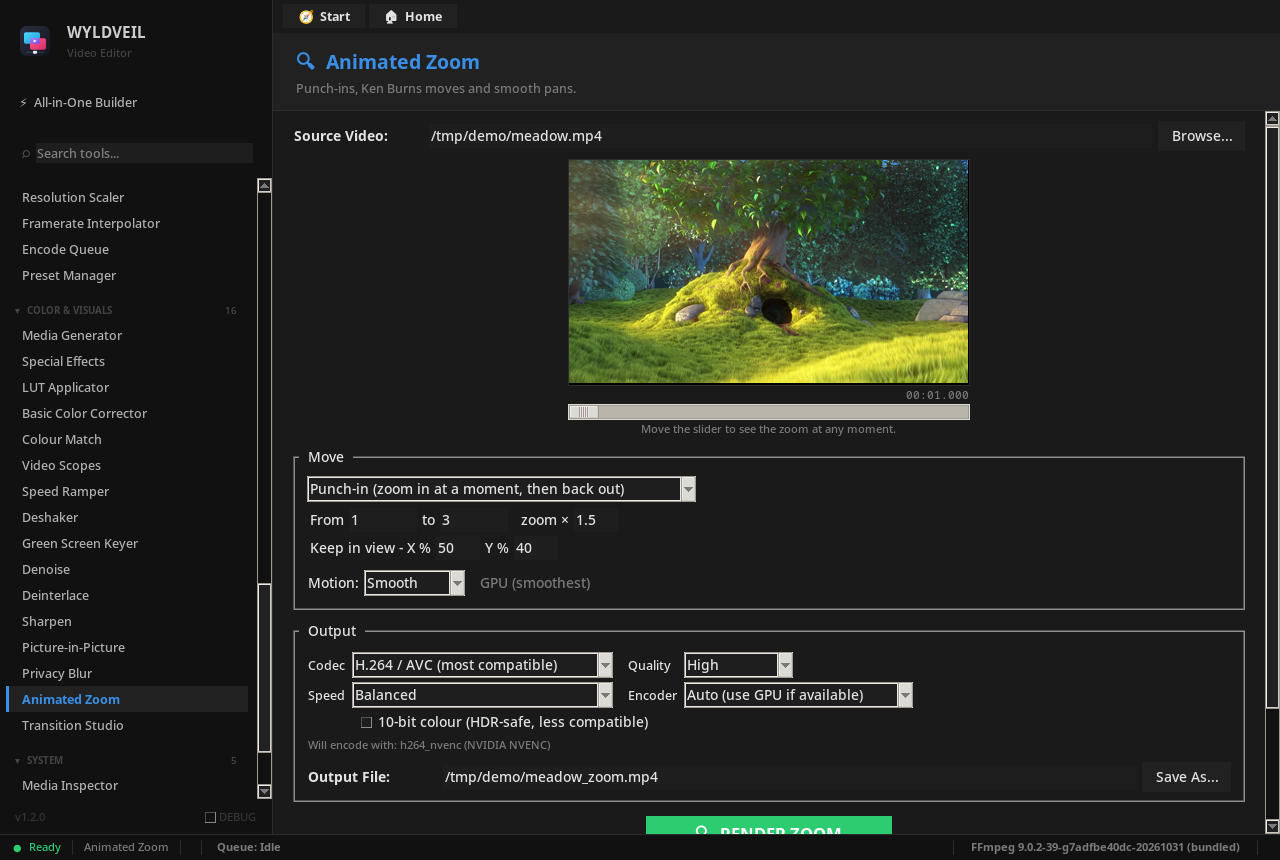 WYLDVEIL
Video Editor
⚡ All-in-One Builder
Search tools...
Resolution Scaler
Framerate Interpolator
Encode Queue
Preset Manager
▾ COLOR & VISUALS 16
Media Generator
Special Effects
LUT Applicator
Basic Color Corrector
Colour Match
Video Scopes
Speed Ramper
Deshaker
Green Screen Keyer
Denoise
Deinterlace
Sharpen
Picture-in-Picture
Privacy Blur
Animated Zoom
Transition Studio
▾ SYSTEM 5
Media Inspector
v1.2.0 DEBUG
Start Home
Animated Zoom
Punch-ins, Ken Burns moves and smooth pans.
Source Video: /tmp/demo/meadow.mp4 Browse...
00:01.000
Move the slider to see the zoom at any moment.
Move
Punch-in (zoom in at a moment, then back out)
From 1 to 3 zoom × 1.5
Keep in view - X % 50 Y % 40
Motion: Smooth GPU (smoothest)
Output
Codec H.264 / AVC (most compatible) Quality High
Speed Balanced Encoder Auto (use GPU if available)
10-bit colour (HDR-safe, less compatible)
Will encode with: h264_nvenc (NVIDIA NVENC)
Output File: /tmp/demo/meadow_zoom.mp4 Save As...
RENDER ZOOM
● Ready Animated Zoom Queue: Idle FFmpeg 9.0.2-39-g7adfbe40dc-20261031 (bundled)